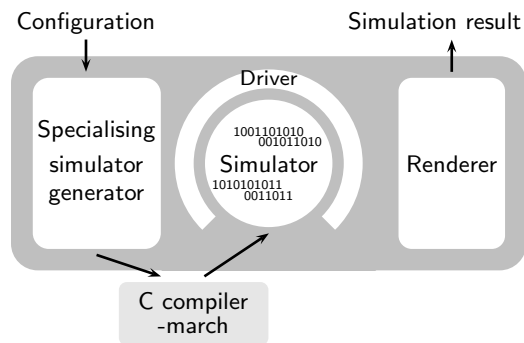 Configuration
Simulation result
Driver
Specialising
simulator
generator
1001101010
001011010
Simulator
1010101011
0011011
Renderer
C compiler
-march